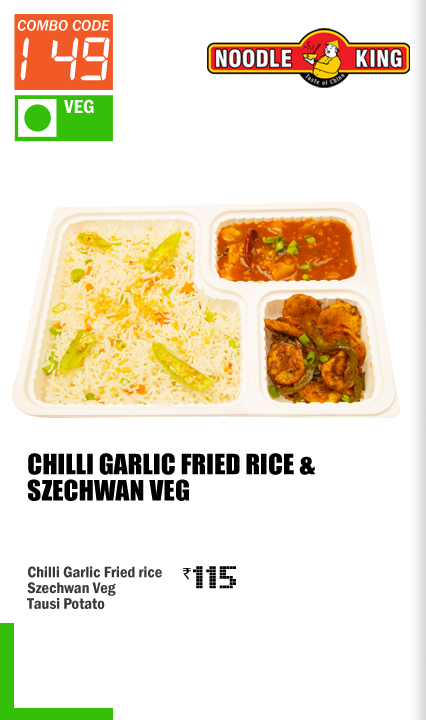 COMBO CODE
149
VEG
NOODLE KING
Taste of China
CHILLI GARLIC FRIED RICE &
SZECHWAN VEG
Chilli Garlic Fried rice
Szechwan Veg
Tausi Potato
₹115